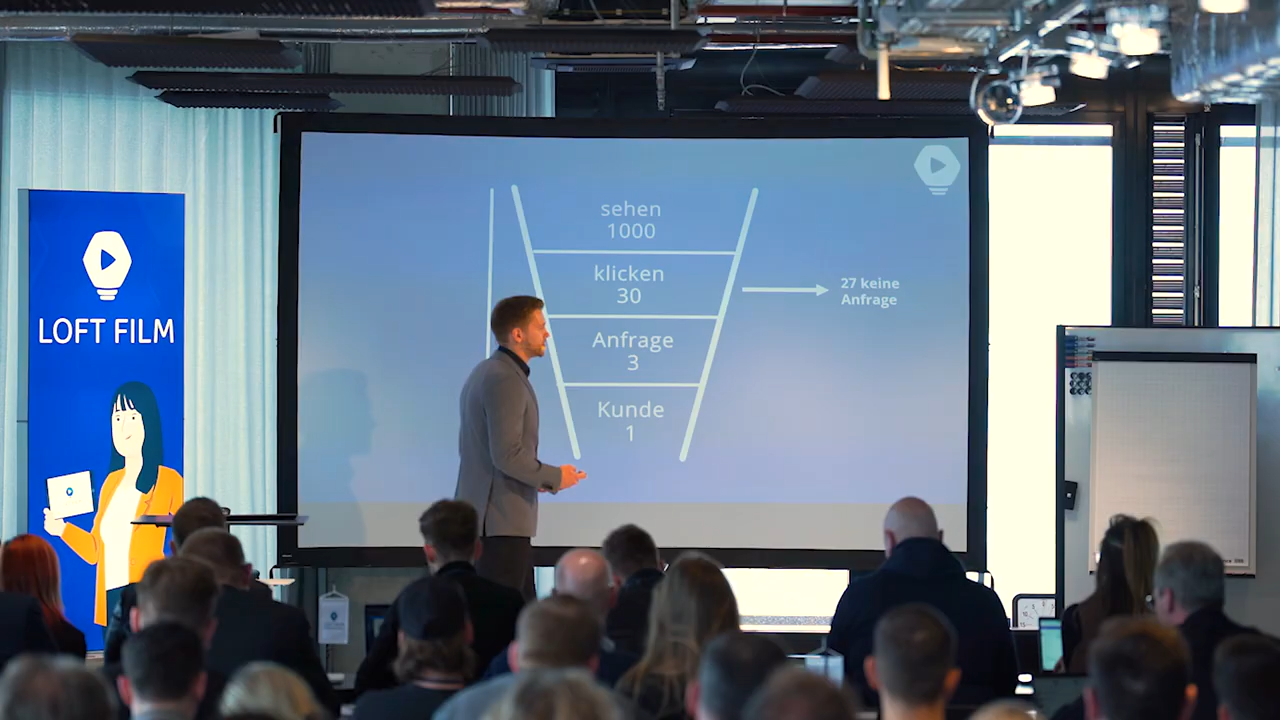 LOFT FILM
sehen
1000
klicken
30
Anfrage
3
Kunde
1
27 keine
Anfrage